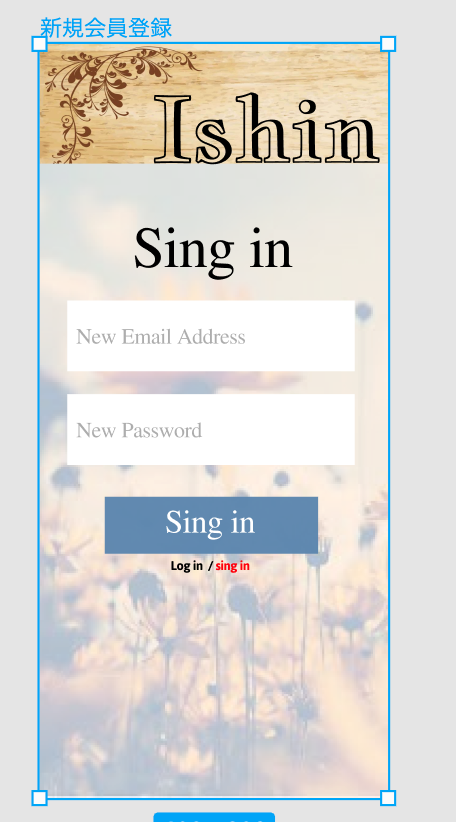 新規会員登録
Ishin
Sing in
New Email Address
New Password
Sing in
Log in / sing in